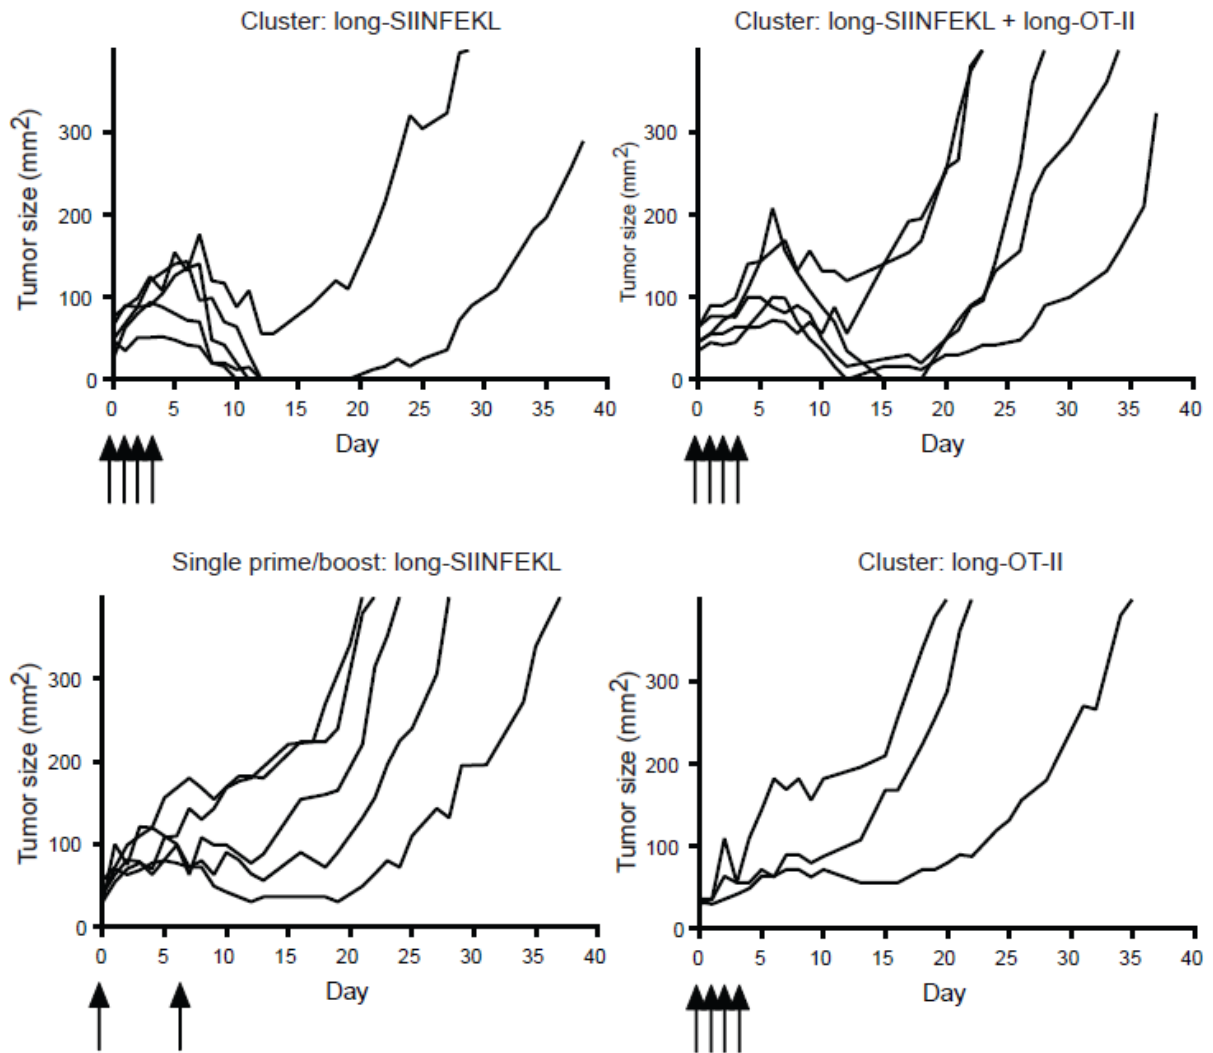 Cluster: long-SIINFEKL
Cluster: long-SIINFEKL + long-OT-II
Tumor size (mm2)
300
200
100
0
0 5 10 15 20 25 30 35 40
Day
Tumor size (mm2)
300
200
100
0
0 5 10 15 20 25 30 35 40
Day
Single prime/boost: long-SIINFEKL
Cluster: long-OT-II
Tumor size (mm2)
300
200
100
0
0 5 10 15 20 25 30 35 40
Day
Tumor size (mm2)
300
200
100
0
0 5 10 15 20 25 30 35 40
Day